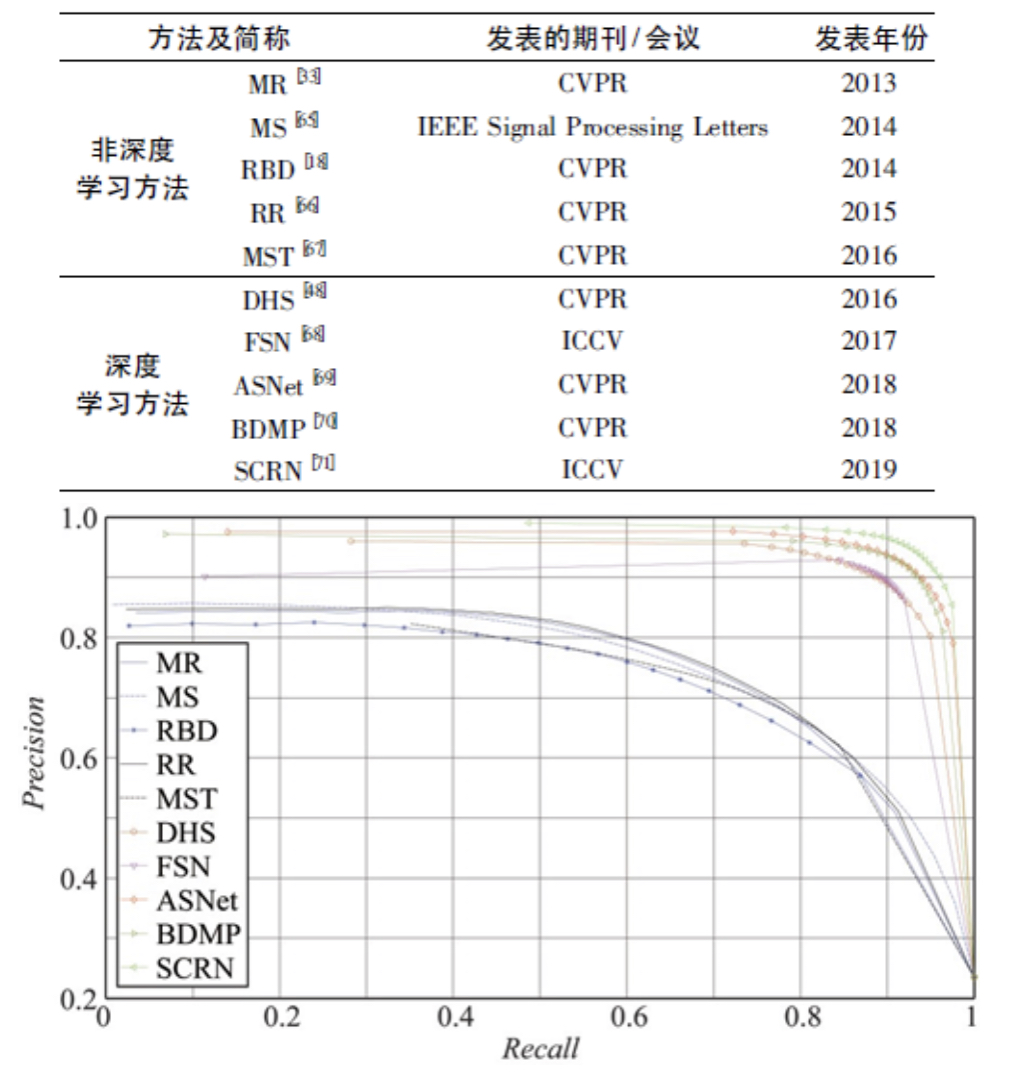 方法及简称 发表的期刊/会议 发表年份
MR [33] CVPR 2013
MS [65] IEEE Signal Processing Letters 2014
非深度
学习方法
RBD [18] CVPR 2014
RR [66] CVPR 2015
MST [67] CVPR 2016
DHS [48] CVPR 2016
FSN [68] ICCV 2017
深度
学习方法
ASNet [69] CVPR 2018
BDMP [70] CVPR 2018
SCRN [71] ICCV 2019
1.0
0.8
0.6
0.4
0.2
Precision
MR
MS
RBD
RR
MST
DHS
FSN
ASNet
BDMP
SCRN
0 0.2 0.4 0.6 0.8 1
Recall